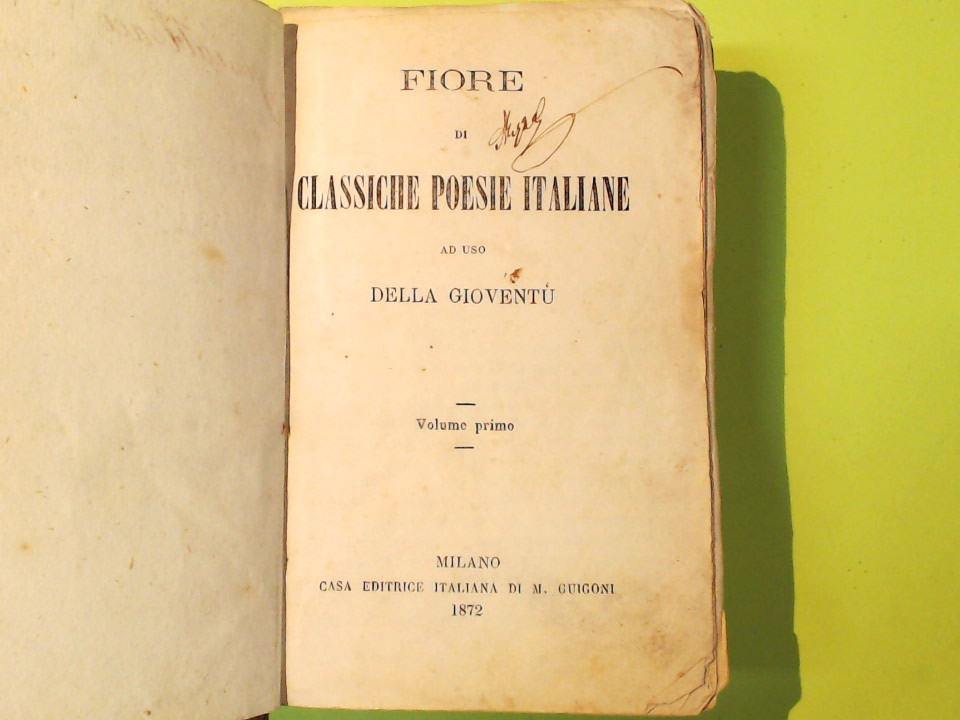 FIORE
DI
CLASSICHE POESIE ITALIANE
AD USO
DELLA GIOVENTÙ
Volume primo
MILANO
CASA EDITRICE ITALIANA DI M. GUIGONI
1872